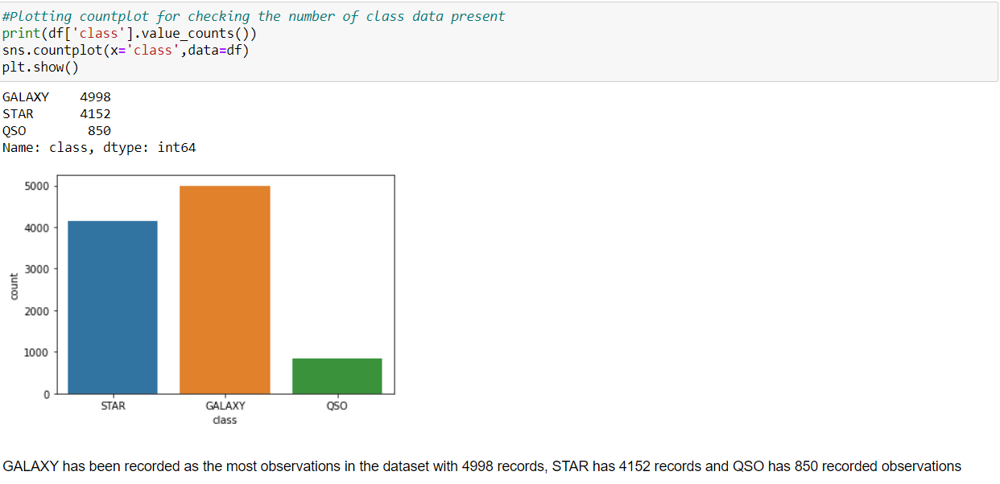 #Plotting countplot for checking the number of class data present
print(df['class'].value_counts())
sns.countplot(x='class',data=df)
plt.show()
GALAXY    4998
STAR      4152
QSO        850
Name: class, dtype: int64
5000
4000
3000
2000
1000
0
count
STAR GALAXY QSO
class
GALAXY has been recorded as the most observations in the dataset with 4998 records, STAR has 4152 records and QSO has 850 recorded observations